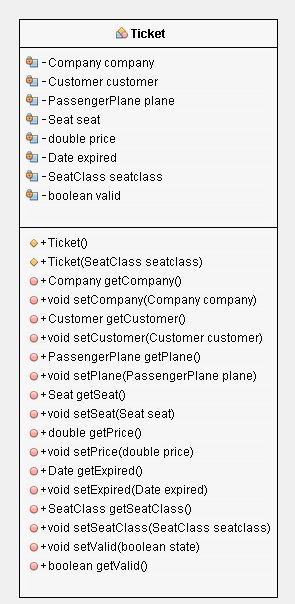 Ticket
- Company company
- Customer customer
- PassengerPlane plane
- Seat seat
- double price
- Date expired
- SeatClass seatclass
- boolean valid
+ Ticket()
+ Ticket(SeatClass seatclass)
+ Company getCompany()
+ void setCompany(Company company)
+ Customer getCustomer()
+ void setCustomer(Customer customer)
+ PassengerPlane getPlane()
+ void setPlane(PassengerPlane plane)
+ Seat getSeat()
+ void setSeat(Seat seat)
+ double getPrice()
+ void setPrice(double price)
+ Date getExpired()
+ void setExpired(Date expired)
+ SeatClass getSeatClass()
+ void setSeatClass(SeatClass seatclass)
+ void setValid(boolean state)
+ boolean getValid()